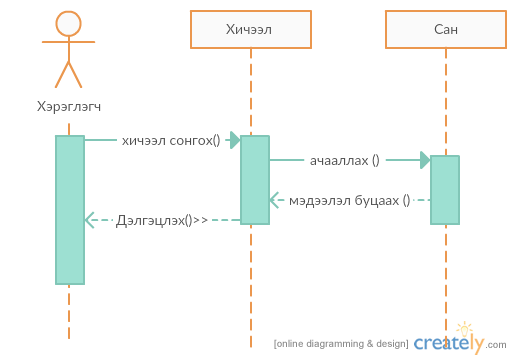 Хичээл
Сан
Хэрэглэгч
хичээл сонгох()
ачааллах ()
мэдээлэл буцаах ()
Дэлгэцлэх()>>
[online diagramming & design] creately.com